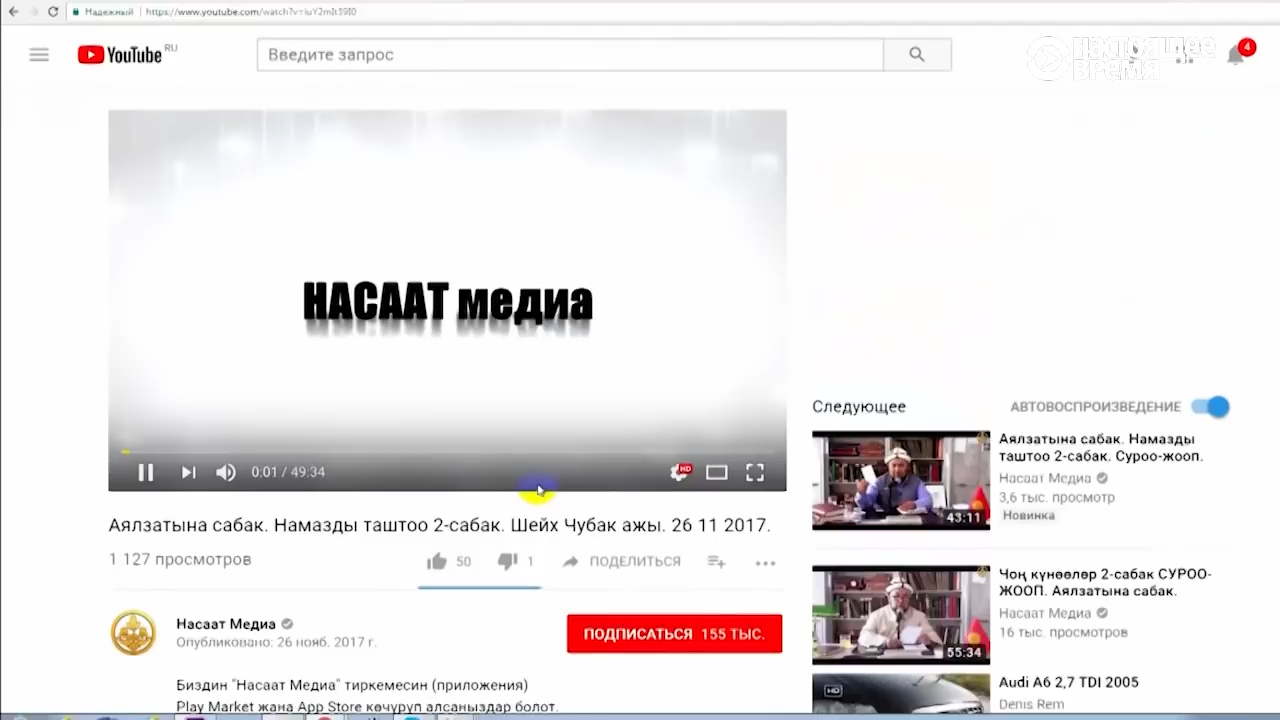 Надежный https://www.youtube.com/watch?v=iuY2mIt59I0
YouTube RU
Введите запрос
НАСТОЯЩЕЕ
ВРЕМЯ
4
НАСААТ медиа
HD
0:01 / 49:34
Аялзатына сабак. Намазды таштоо 2-сабак. Шейх Чубак ажы. 26 11 2017.
1 127 просмотров
50
1
ПОДЕЛИТЬСЯ
Насаат Медиа
Опубликовано: 26 нояб. 2017 г.
ПОДПИСАТЬСЯ 155 ТЫС.
Биздин "Насаат Медиа" тиркемесин (приложения)
Play Market жана App Store көчүрүп алсаныздар болот.
Следующее
АВТОВОСПРОИЗВЕДЕНИЕ
43:11
Аялзатына сабак. Намазды
таштоо 2-сабак. Суроо-жооп.
Насаат Медиа
3,6 тыс. просмотр
Новинка
55:34
Чоң күнөөлөр 2-сабак СУРОО-
ЖООП. Аялзатына сабак.
Насаат Медиа
16 тыс. просмотров
HD
Audi A6 2,7 TDI 2005
Denis Rem